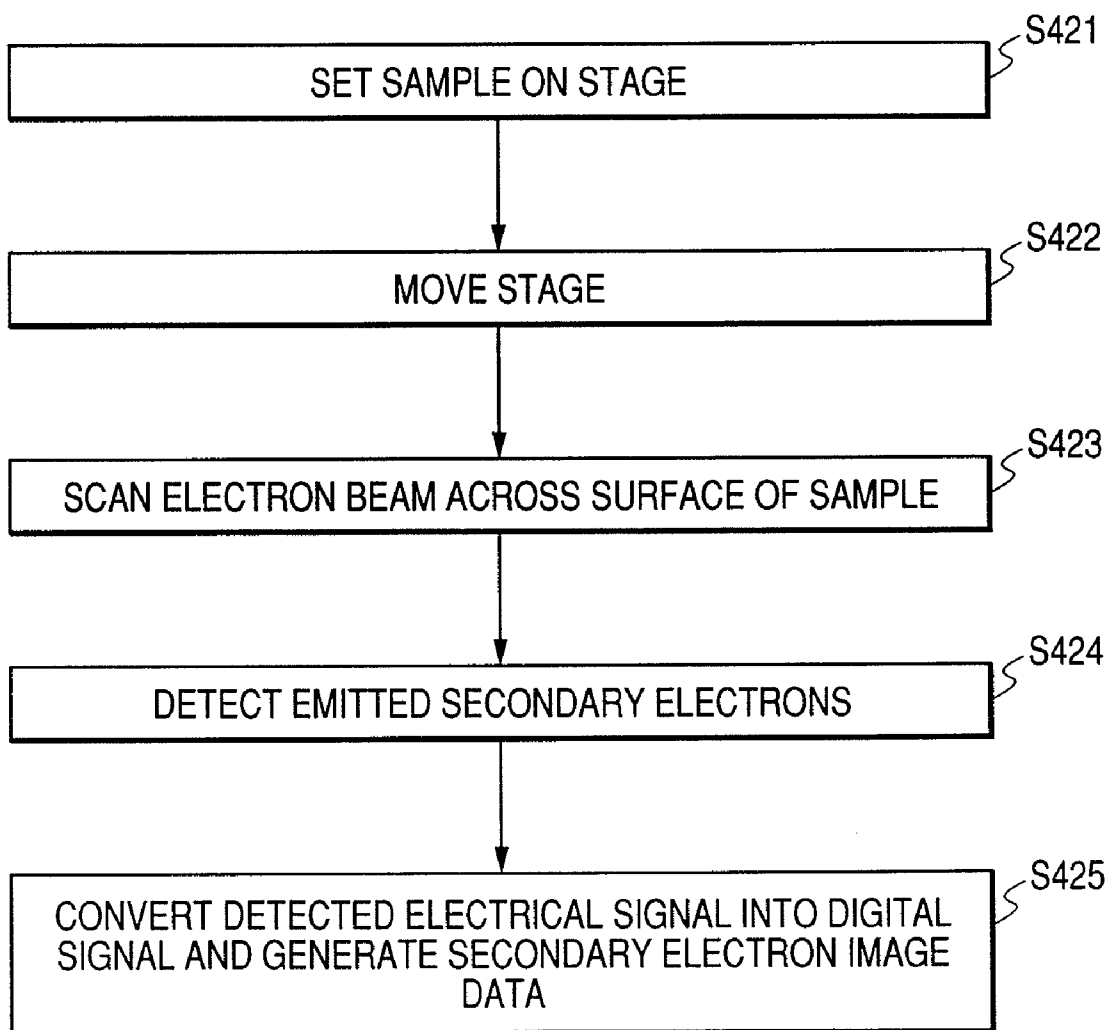 S421
SET SAMPLE ON STAGE
S422
MOVE STAGE
S423
SCAN ELECTRON BEAM ACROSS SURFACE OF SAMPLE
S424
DETECT EMITTED SECONDARY ELECTRONS
S425
CONVERT DETECTED ELECTRICAL SIGNAL INTO DIGITAL
SIGNAL AND GENERATE SECONDARY ELECTRON IMAGE
DATA